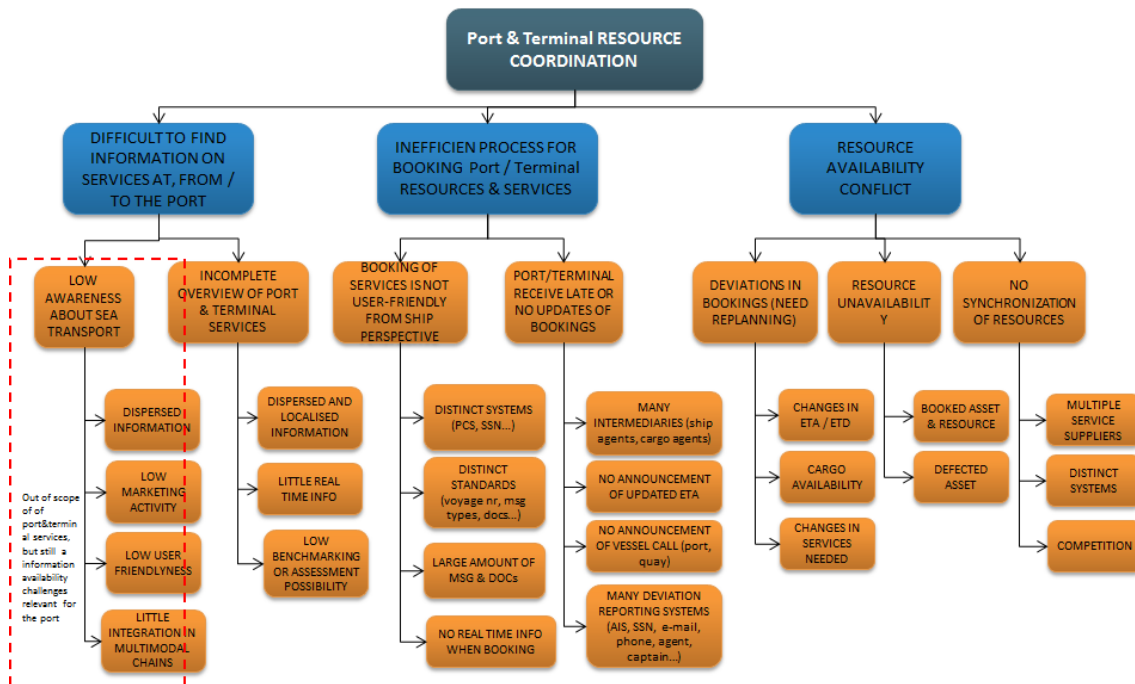 Port & Terminal RESOURCE
COORDINATION
DIFFICULT TO FIND
INFORMATION ON
SERVICES AT, FROM /
TO THE PORT
INEFFICIEN PROCESS FOR
BOOKING Port / Terminal
RESOURCES & SERVICES
RESOURCE
AVAILABILITY
CONFLICT
LOW
AWARENESS
ABOUT SEA
TRANSPORT
INCOMPLETE
OVERVIEW OF PORT
& TERMINAL
SERVICES
BOOKING OF
SERVICES IS NOT
USER-FRIENDLY
FROM SHIP
PERSPECTIVE
PORT/TERMINAL
RECEIVE LATE OR
NO UPDATES OF
BOOKINGS
DEVIATIONS IN
BOOKINGS (NEED
REPLANNING)
RESOURCE
UNAVAILABILIT
Y
NO
SYNCHRONIZATION
OF RESOURCES
DISPERSED
INFORMATION
LOW
MARKETING
ACTIVITY
LOW USER
FRIENDLYNESS
LITTLE
INTEGRATION IN
MULTIMODAL
CHAINS
Out of scope
of of
port&termin
al services,
but still a
information
availability
challenges
relevant for
the port
DISPERSED AND
LOCALISED
INFORMATION
LITTLE REAL
TIME INFO
LOW
BENCHMARKING
OR ASSESSMENT
POSSIBILITY
DISTINCT SYSTEMS
(PCS, SSN...)
DISTINCT
STANDARDS
(voyage nr, msg
types, docs...)
LARGE AMOUNT OF
MSG & DOCs
NO REAL TIME INFO
WHEN BOOKING
MANY
INTERMEDIARIES (ship
agents, cargo agents)
NO ANNOUNCEMENT
OF UPDATED ETA
NO ANNOUNCEMENT
OF VESSEL CALL (port,
quay)
MANY DEVIATION
REPORTING SYSTEMS
(AIS, SSN, e-mail,
phone, agent,
captain...)
CHANGES IN
ETA / ETD
CARGO
AVAILABILITY
CHANGES IN
SERVICES
NEEDED
BOOKED ASSET
& RESOURCE
DEFECTED
ASSET
MULTIPLE
SERVICE
SUPPLIERS
DISTINCT
SYSTEMS
COMPETITION